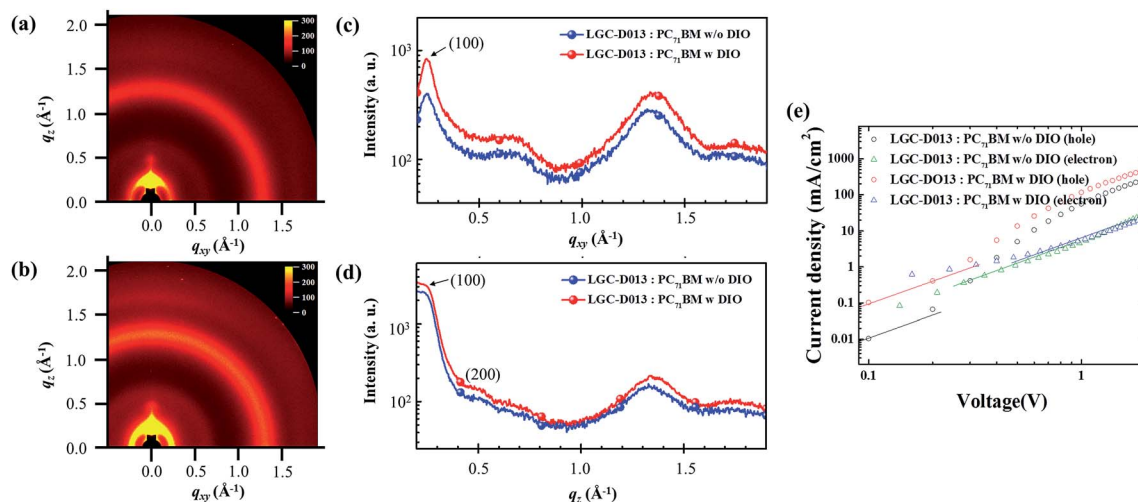 (a)
2.0
1.5
1.0
0.5
0.0
qz (Å-1)
300
200
100
0
0.0 0.5 1.0 1.5
qxy (Å-1)
(b)
2.0
1.5
1.0
0.5
0.0
qz (Å-1)
300
200
100
0
0.0 0.5 1.0 1.5
qxy (Å-1)
(c)
LGC-D013 : PC71BM w/o DIO
LGC-D013 : PC71BM w DIO
(100)
10³
10²
Intensity (a. u.)
0.5 1.0 1.5
qxy (Å-1)
(d)
LGC-D013 : PC71BM w/o DIO
LGC-D013 : PC71BM w DIO
(100)
(200)
10³
10²
Intensity (a. u.)
0.5 1.0 1.5
qz (Å-1)
(e)
LGC-D013 : PC71BM w/o DIO (hole)
LGC-D013 : PC71BM w/o DIO (electron)
LGC-DO13 : PC71BM w DIO (hole)
LGC-D013 : PC71BM w DIO (electron)
1000
100
10
1
0.1
0.01
Current density (mA/cm2)
0.1 1
Voltage(V)